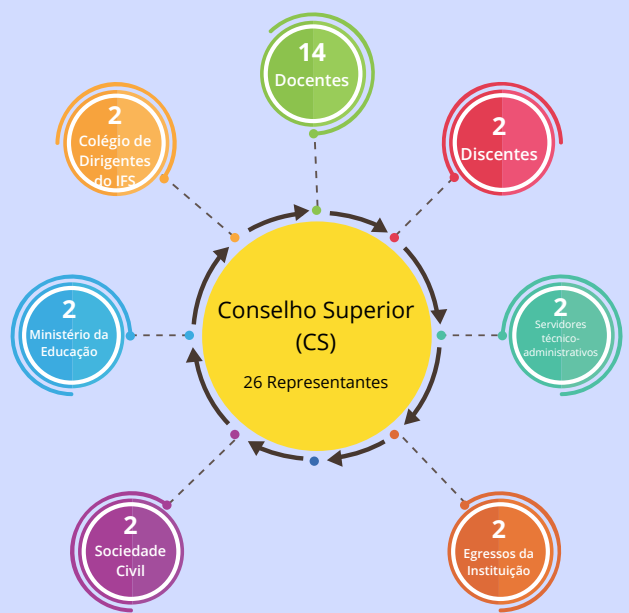 14
Docentes
2
Colégio de
Dirigentes
do IFS
2
Discentes
Conselho Superior
(CS)
26 Representantes
2
Ministério da
Educação
2
Servidores
técnico-
administrativos
2
Sociedade
Civil
2
Egressos da
Instituição